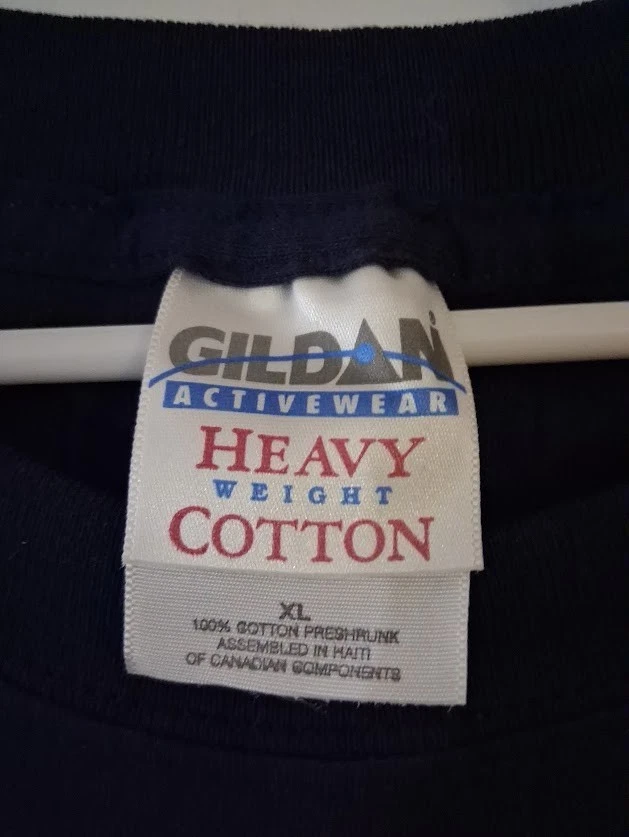 GILDAN®
ACTIVEWEAR
HEAVY
WEIGHT
COTTON
XL
100% COTTON PRESHRUNK
ASSEMBLED IN HAITI
OF CANADIAN COMPONENTS